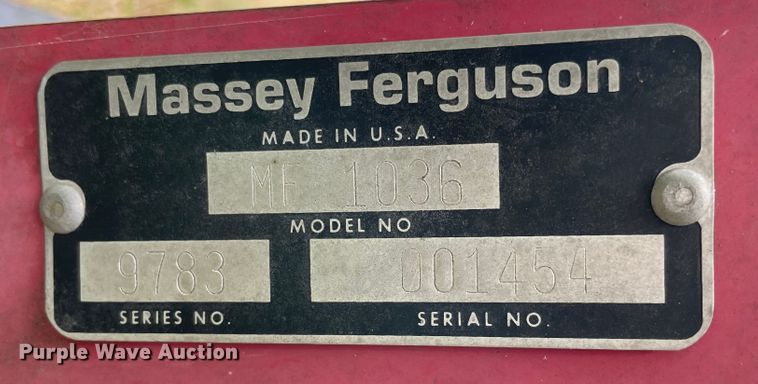 Massey Ferguson
MADE IN U.S.A.
MF 1036
MODEL NO
9783 001454
SERIES NO. SERIAL NO.
Purple Wave Auction